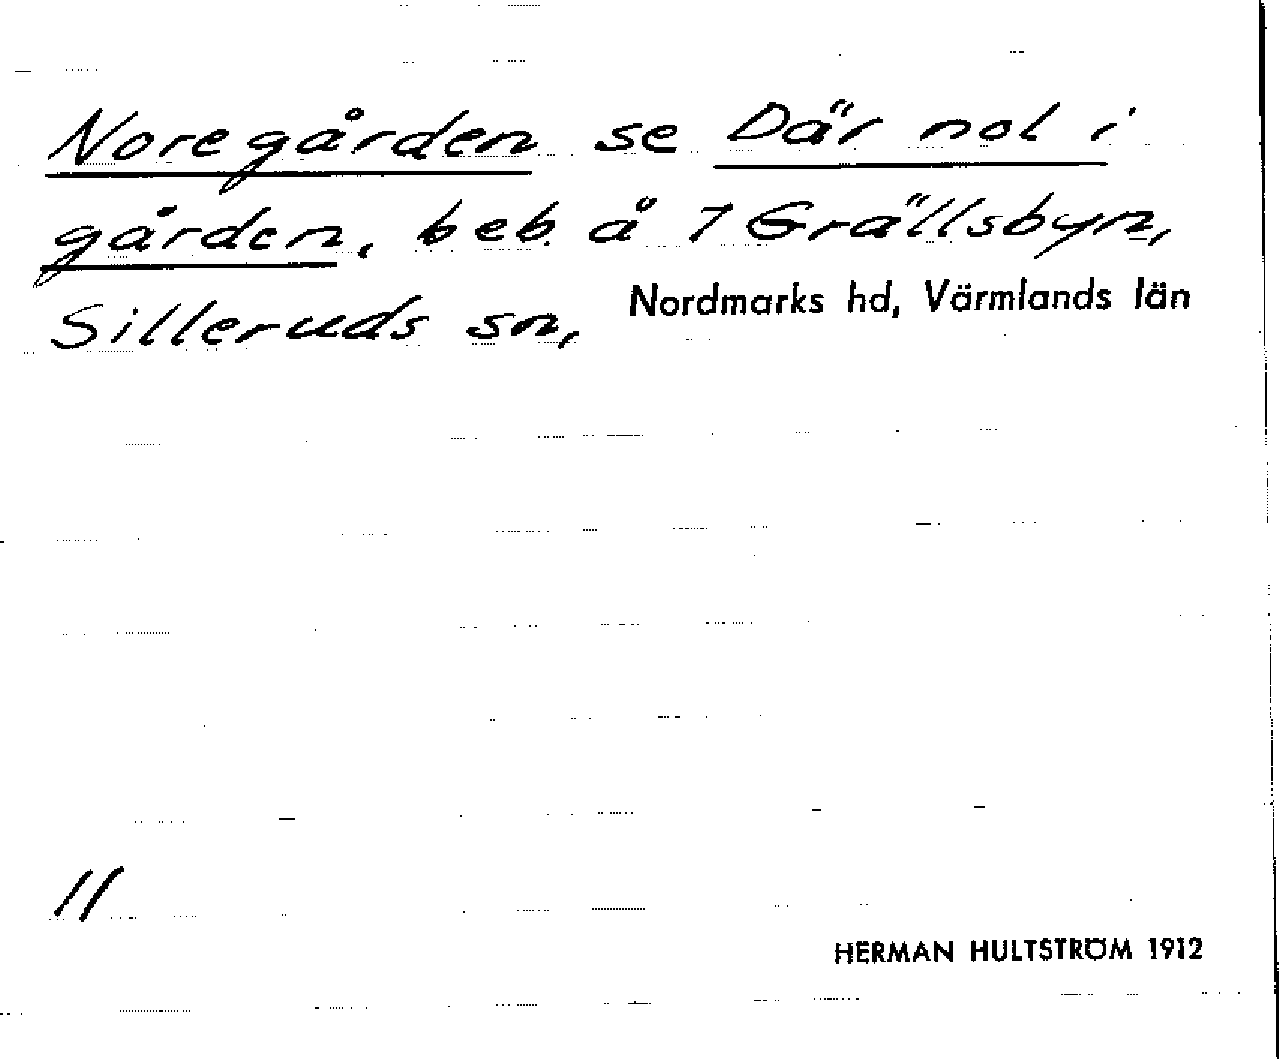 Noregården se Där nol i
gården, beb. å 7 Grällsbyn,
Silleruds sn, Nordmarks hd, Värmlands län
11
HERMAN HULTSTRÖM 1912